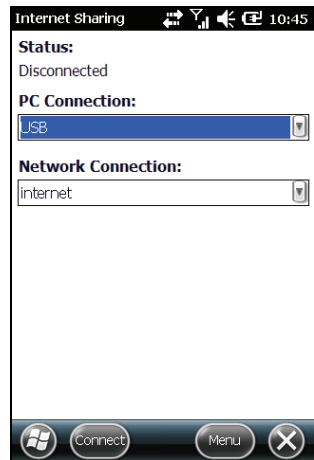 Internet Sharing 10:45
Status:
Disconnected
PC Connection:
USB
Network Connection:
internet
Connect Menu